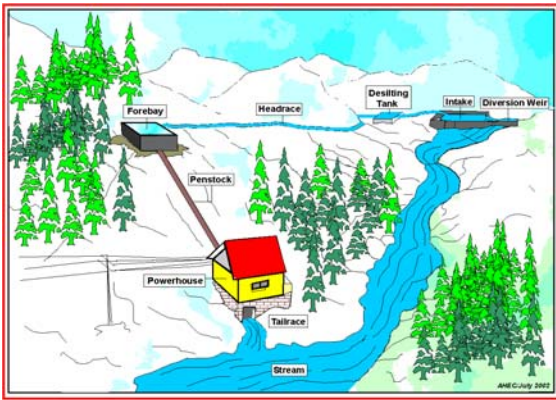 Desilting
Tank
Intake
Diversion Weir
Forebay
Headrace
Penstock
Powerhouse
Tailrace
Stream
AHEC/July 2002